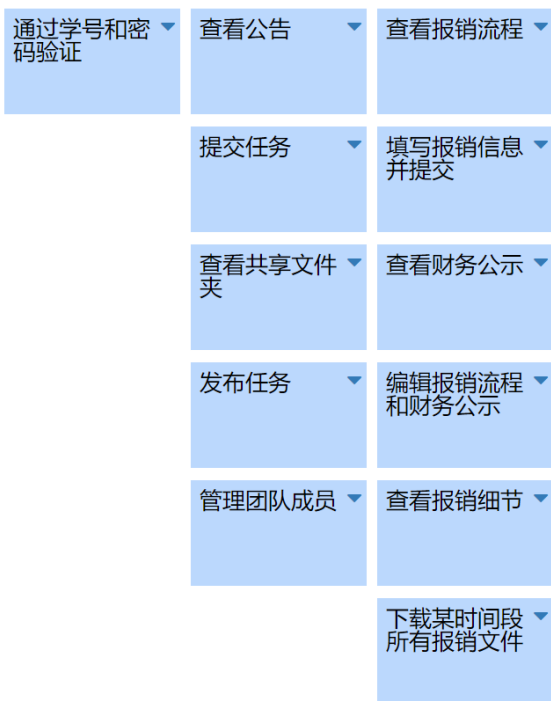 通过学号和密
码验证
查看公告
查看报销流程
提交任务
填写报销信息
并提交
查看共享文件
夹
查看财务公示
发布任务
编辑报销流程
和财务公示
管理团队成员
查看报销细节
下载某时间段
所有报销文件